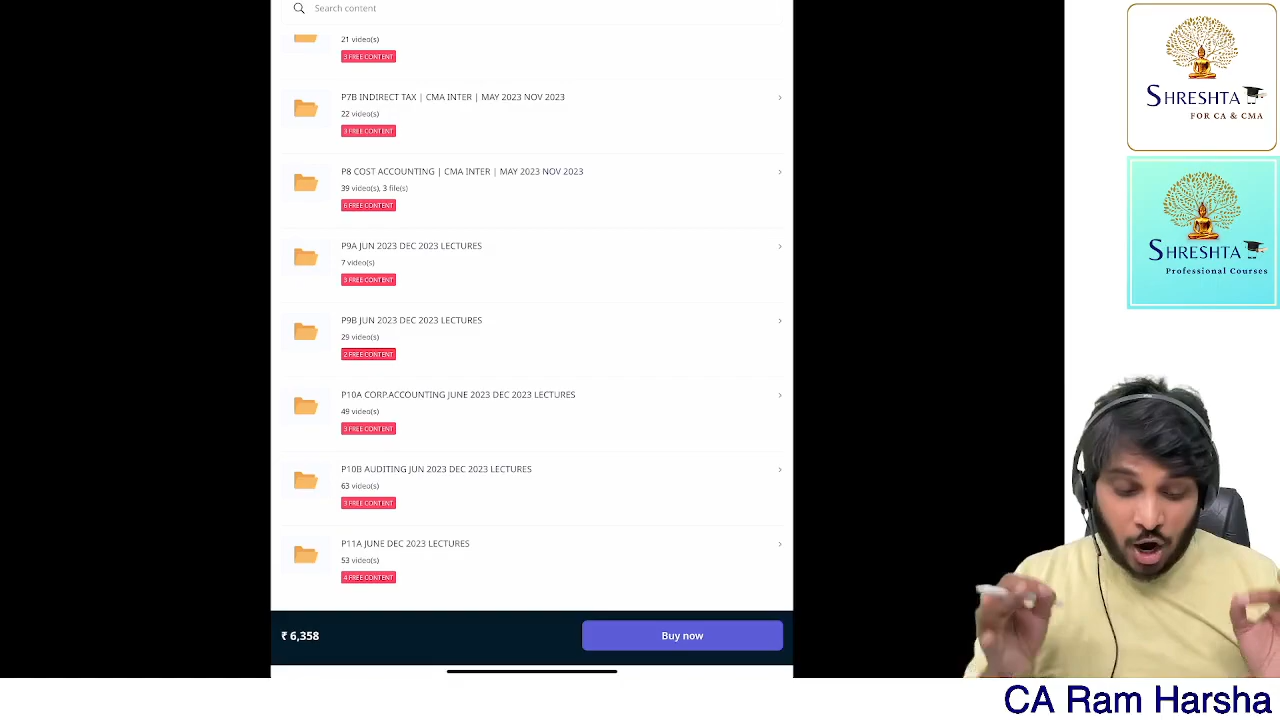 Search content
21 video(s)
3 FREE CONTENT
P7B INDIRECT TAX | CMA INTER | MAY 2023 NOV 2023
22 video(s)
3 FREE CONTENT
P8 COST ACCOUNTING | CMA INTER | MAY 2023 NOV 2023
39 video(s), 3 file(s)
6 FREE CONTENT
P9A JUN 2023 DEC 2023 LECTURES
7 video(s)
3 FREE CONTENT
P9B JUN 2023 DEC 2023 LECTURES
29 video(s)
2 FREE CONTENT
P10A CORP.ACCOUNTING JUNE 2023 DEC 2023 LECTURES
49 video(s)
3 FREE CONTENT
P10B AUDITING JUN 2023 DEC 2023 LECTURES
63 video(s)
3 FREE CONTENT
P11A JUNE DEC 2023 LECTURES
53 video(s)
4 FREE CONTENT
₹ 6,358
Buy now
SHRESHTA
FOR CA & CMA
SHRESHTA
Professional Courses
CA Ram Harsha